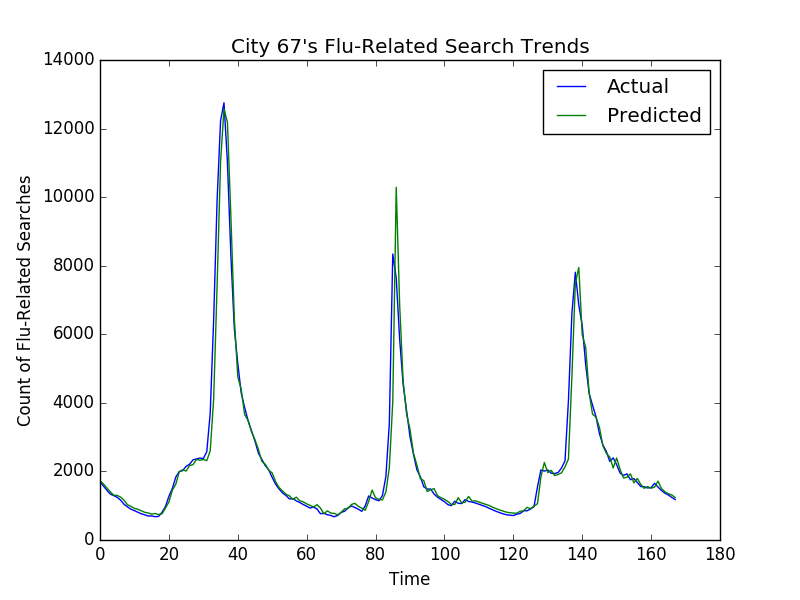 City 67's Flu-Related Search Trends
14000
12000
10000
8000
6000
4000
2000
0
Count of Flu-Related Searches
Actual
Predicted
0 20 40 60 80 100 120 140 160 180
Time